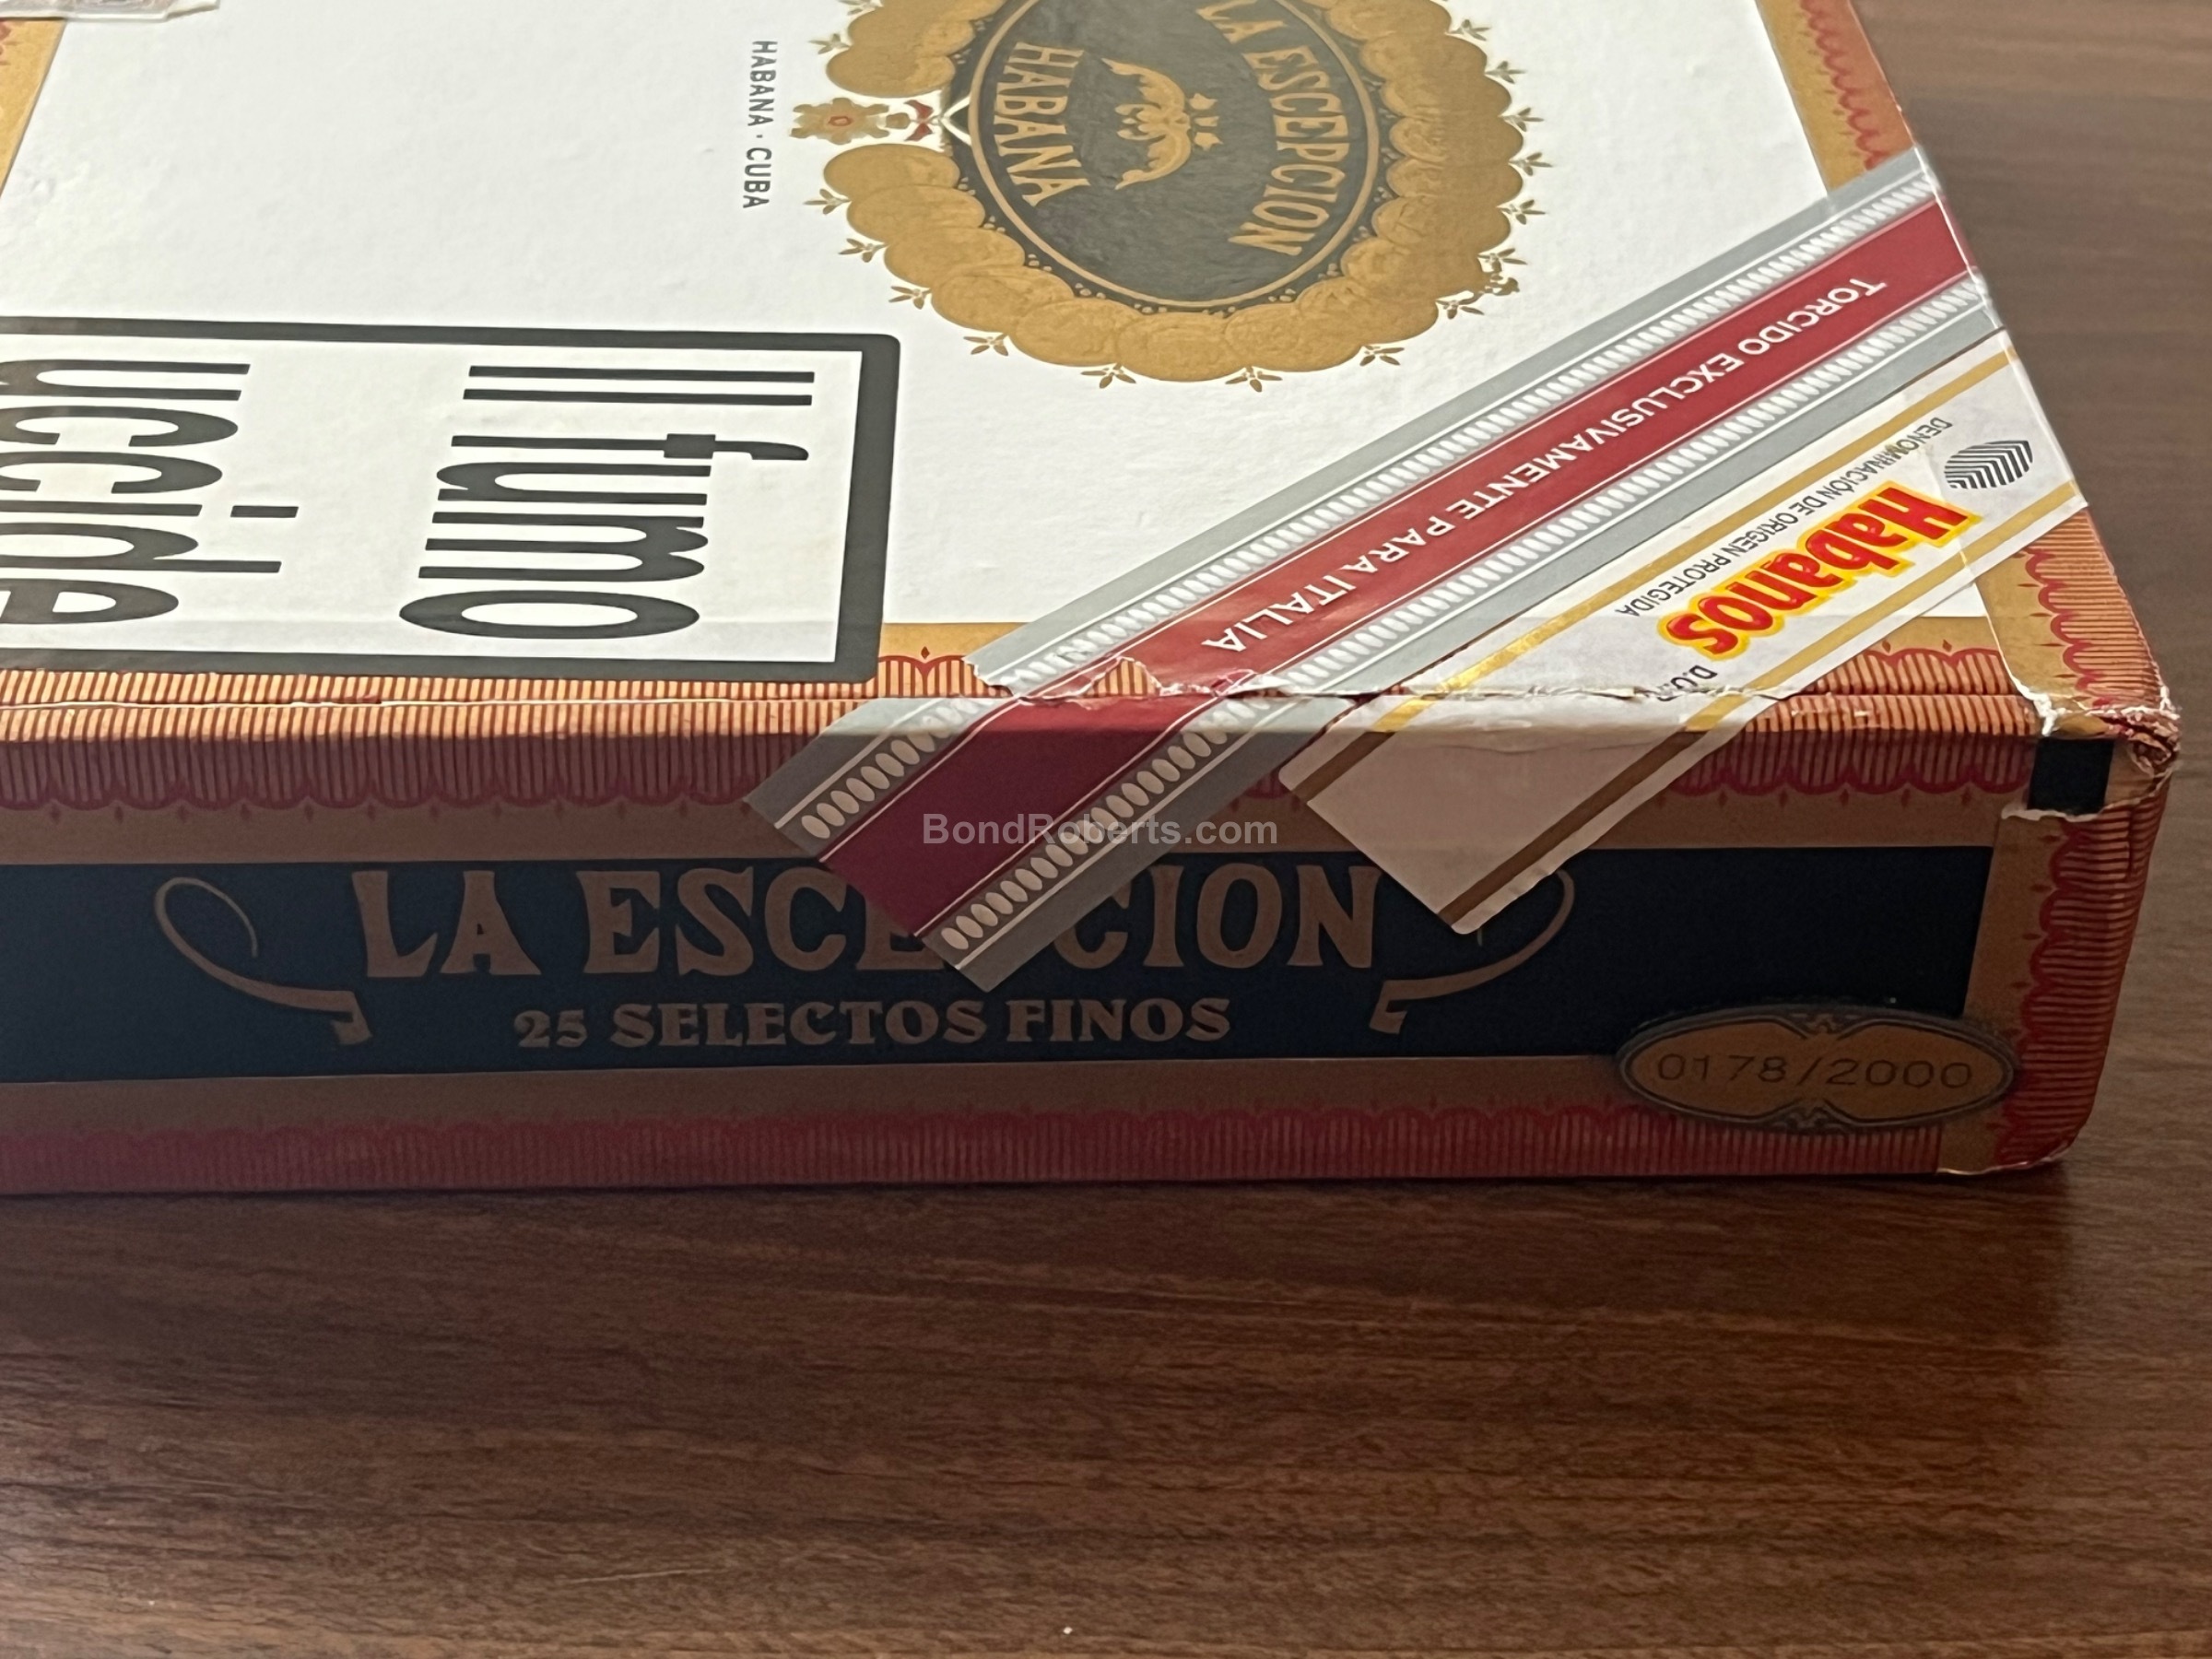 LA ESCEPCION
HABANA
HABANA · CUBA
Il fumo
uccide
TORCIDO EXCLUSIVAMENTE PARA ITALIA
DENOMINACIÓN DE ORIGEN PROTEGIDA
Habanos
BondRoberts.com
LA ESCE CION
25 SELECTOS FINOS
0178/2000